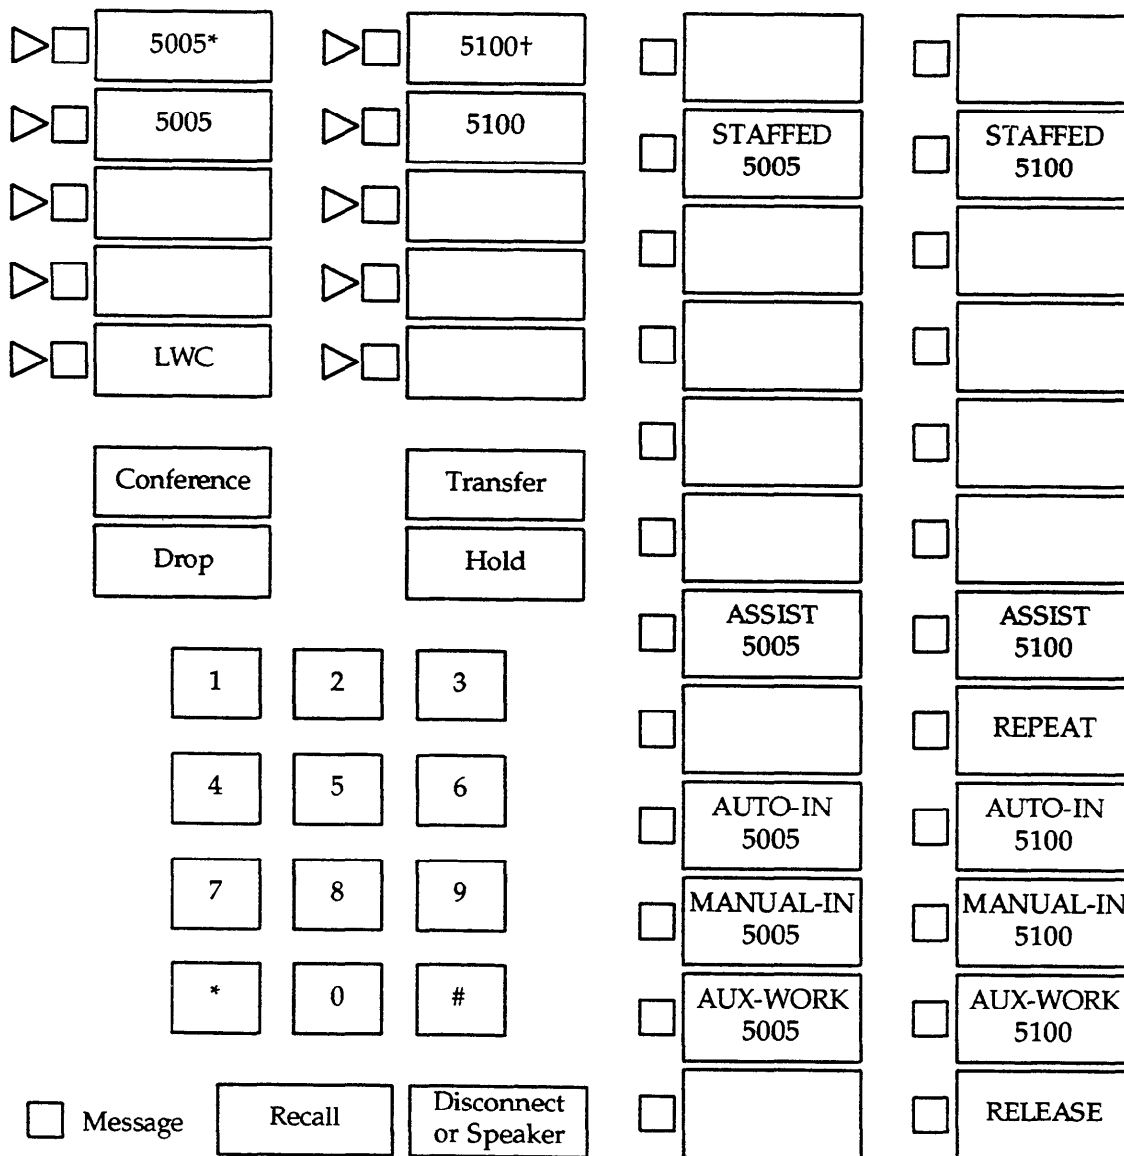 5005*
5100†
5005
5100
STAFFED
5005
STAFFED
5100
LWC
Conference
Transfer
Drop
Hold
ASSIST
5005
ASSIST
5100
1
2
3
REPEAT
4
5
6
AUTO-IN
5005
AUTO-IN
5100
7
8
9
MANUAL-IN
5005
MANUAL-IN
5100
*
0
#
AUX-WORK
5005
AUX-WORK
5100
Message
Recall
Disconnect
or Speaker
RELEASE